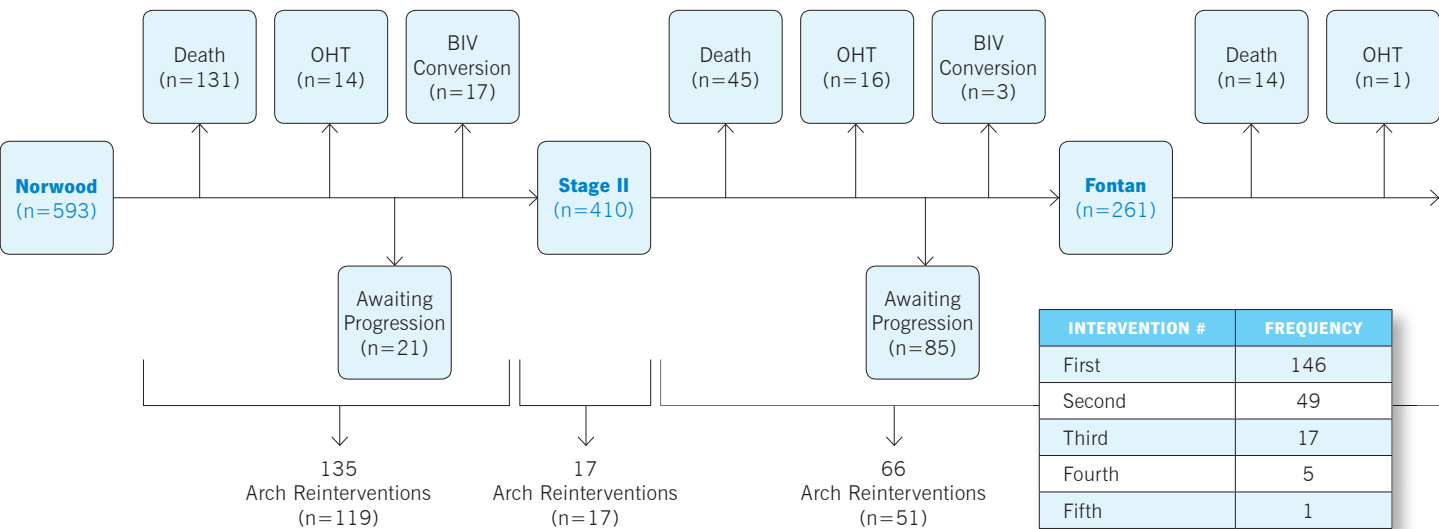 Death
(n=131)
OHT
(n=14)
BIV
Conversion
(n=17)
Death
(n=45)
OHT
(n=16)
BIV
Conversion
(n=3)
Death
(n=14)
OHT
(n=1)
Norwood
(n=593)
Stage II
(n=410)
Fontan
(n=261)
Awaiting
Progression
(n=21)
Awaiting
Progression
(n=85)
135
Arch Reinterventions
(n=119)
17
Arch Reinterventions
(n=17)
66
Arch Reinterventions
(n=51)
INTERVENTION # FREQUENCY
First 146
Second 49
Third 17
Fourth 5
Fifth 1